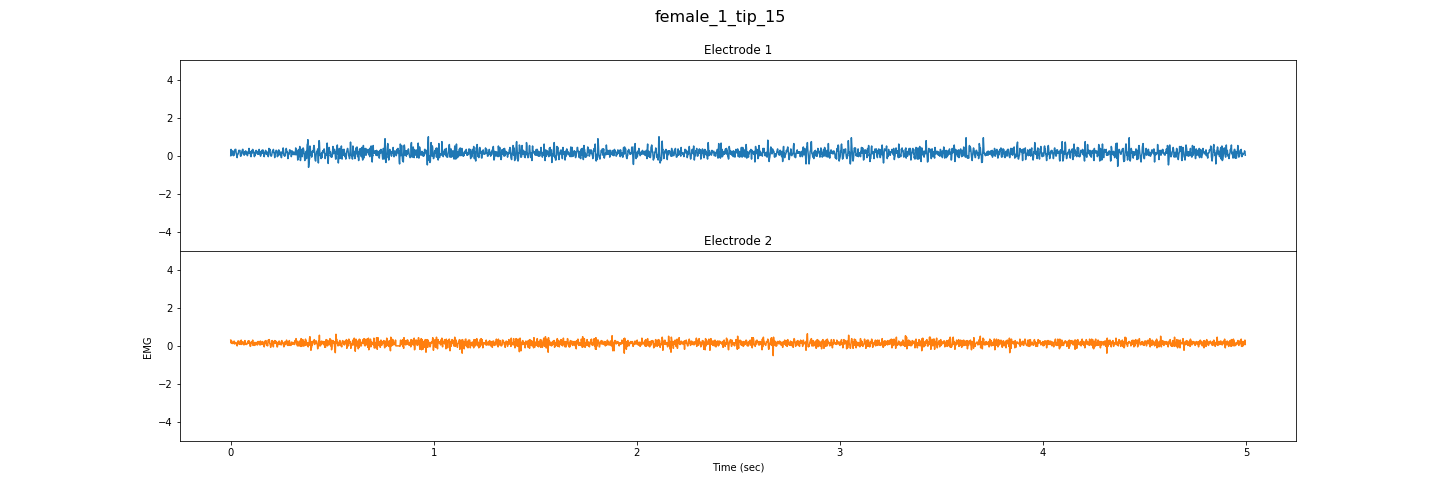 female_1_tip_15
Electrode 1
4
2
0
−2
−4
Electrode 2
4
2
0
−2
−4
EMG
0 1 2 3 4 5
Time (sec)